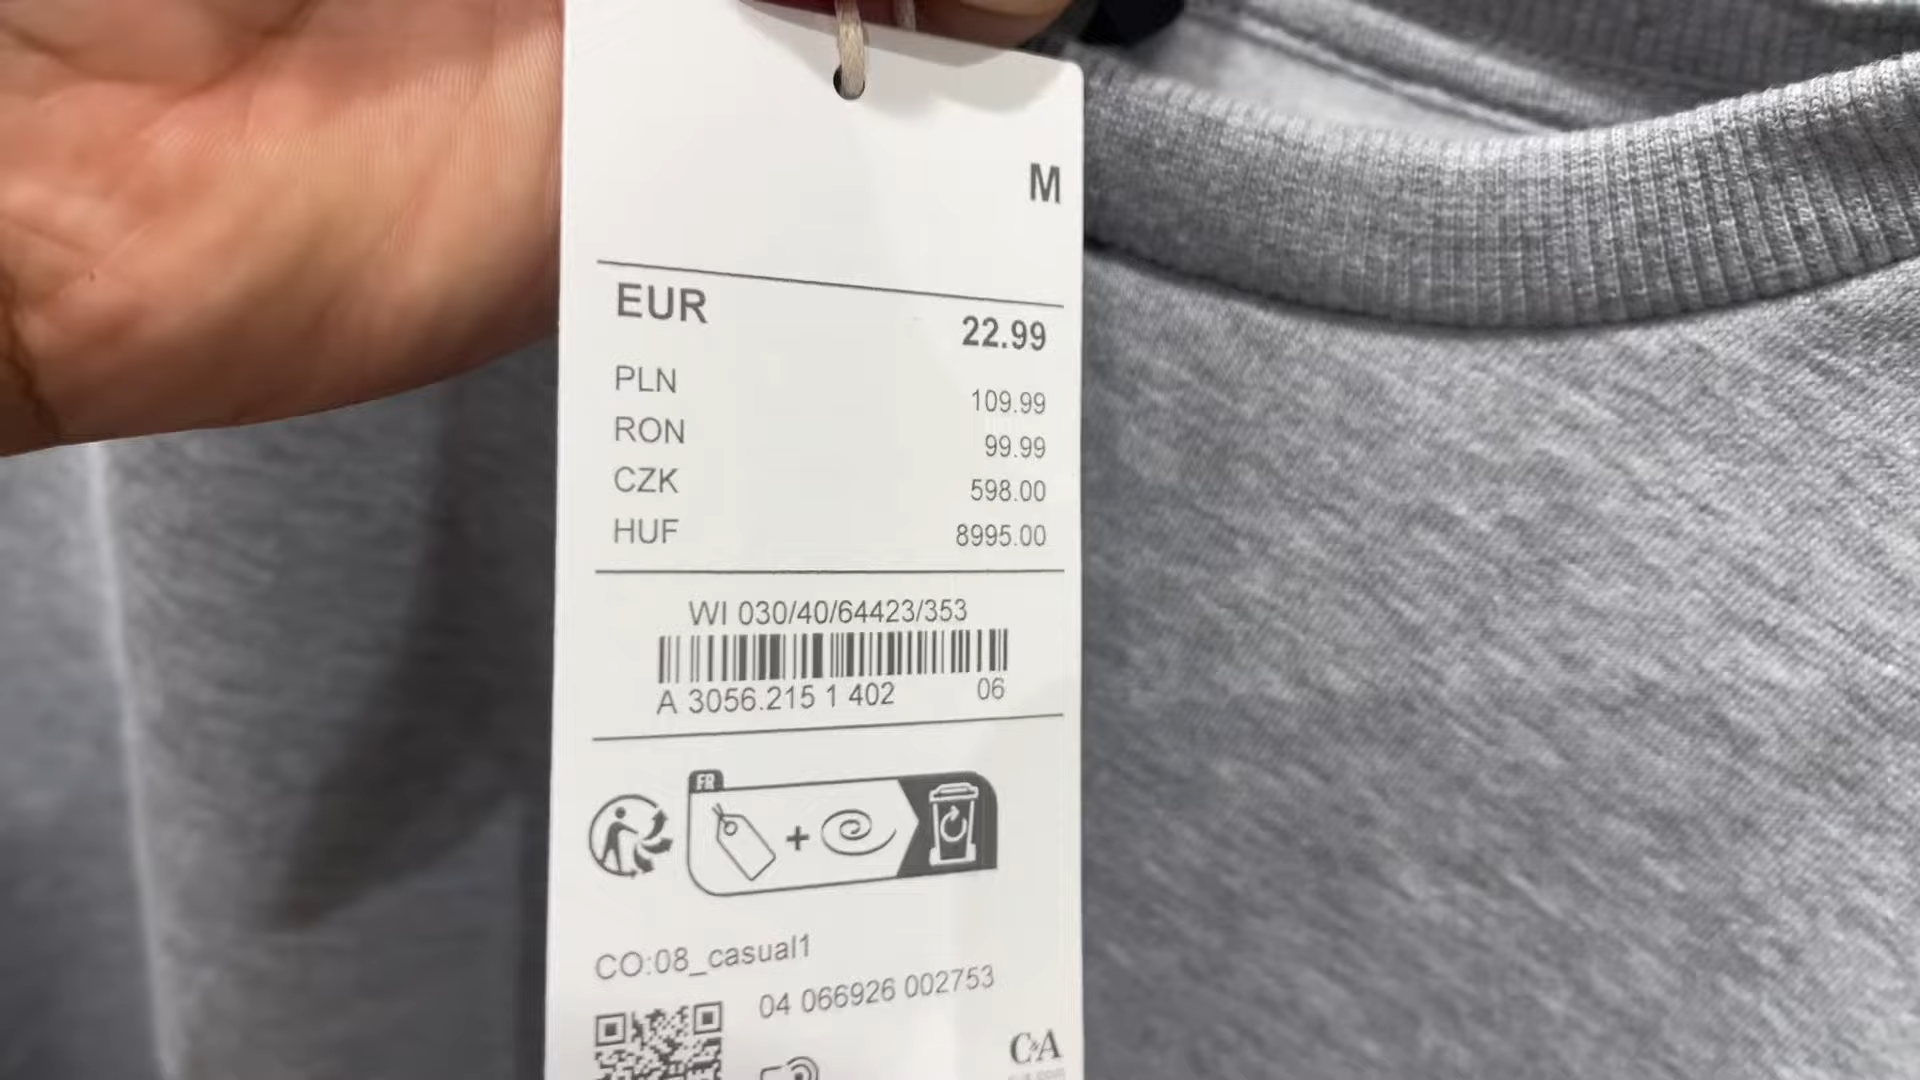 M
EUR 22.99
PLN 109.99
RON 99.99
CZK 598.00
HUF 8995.00
WI 030/40/64423/353
A 3056.215 1 402 06
FR
CO:08_casual1
04 066926 002753
C&A